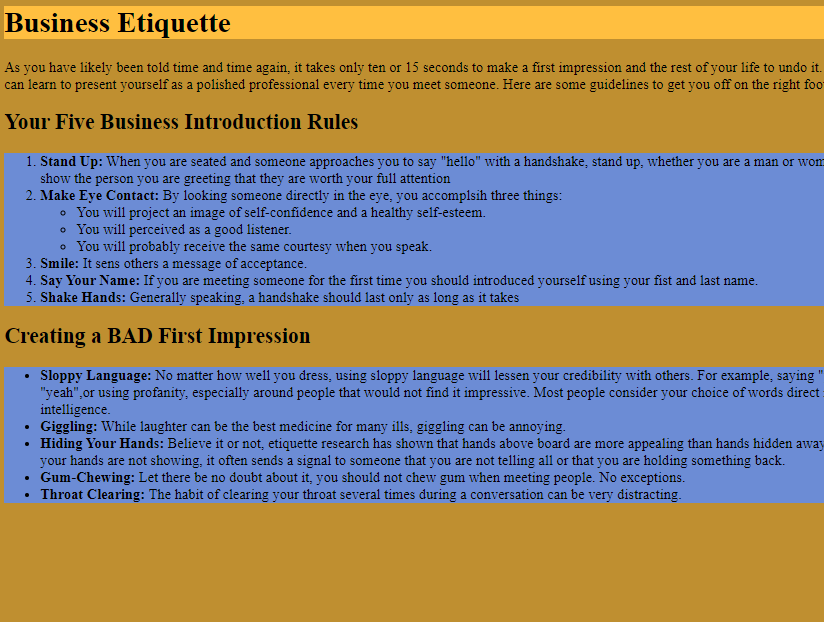 Business Etiquette
As you have likely been told time and time again, it takes only ten or 15 seconds to make a first impression and the rest of your life to undo it.
can learn to present yourself as a polished professional every time you meet someone. Here are some guidelines to get you off on the right
Your Five Business Introduction Rules
1. Stand Up: When you are seated and someone approaches you to say "hello" with a handshake, stand up, whether you are a man or
show the person you are greeting that they are worth your full attention
2. Make Eye Contact: By looking someone directly in the eye, you accomplsih three things:
◦ You will project an image of self-confidence and a healthy self-esteem.
◦ You will perceived as a good listener.
◦ You will probably receive the same courtesy when you speak.
3. Smile: It sens others a message of acceptance.
4. Say Your Name: If you are meeting someone for the first time you should introduced yourself using your fist and last name.
5. Shake Hands: Generally speaking, a handshake should last only as long as it takes
Creating a BAD First Impression
• Sloppy Language: No matter how well you dress, using sloppy language will lessen your credibility with others. For example, saying "
"yeah",or using profanity, especially around people that would not find it impressive. Most people consider your choice of words direct
intelligence.
• Giggling: While laughter can be the best medicine for many ills, giggling can be annoying.
• Hiding Your Hands: Believe it or not, etiquette research has shown that hands above board are more appealing than hands hidden away
your hands are not showing, it often sends a signal to someone that you are not telling all or that you are holding something back.
• Gum-Chewing: Let there be no doubt about it, you should not chew gum when meeting people. No exceptions.
• Throat Clearing: The habit of clearing your throat several times during a conversation can be very distracting.